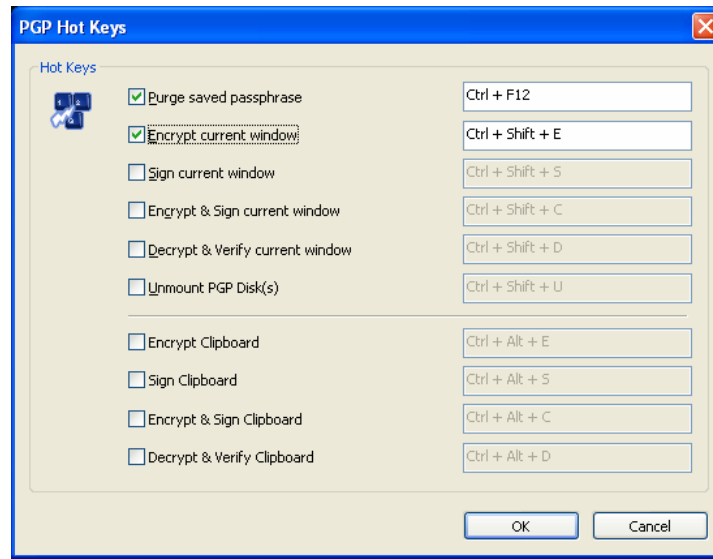 PGP Hot Keys
Hot Keys
Purge saved passphrase Ctrl + F12
Encrypt current window Ctrl + Shift + E
Sign current window Ctrl + Shift + S
Encrypt & Sign current window Ctrl + Shift + C
Decrypt & Verify current window Ctrl + Shift + D
Unmount PGP Disk(s) Ctrl + Shift + U
Encrypt Clipboard Ctrl + Alt + E
Sign Clipboard Ctrl + Alt + S
Encrypt & Sign Clipboard Ctrl + Alt + C
Decrypt & Verify Clipboard Ctrl + Alt + D
OK Cancel